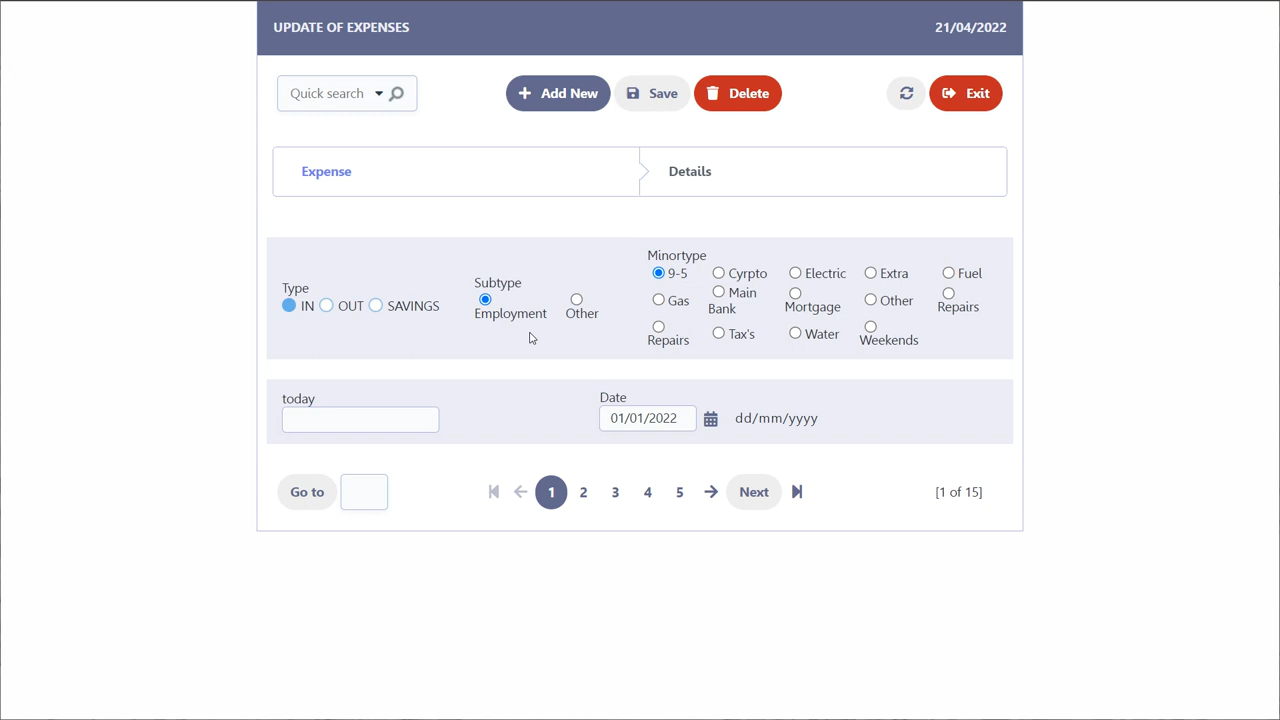 UPDATE OF EXPENSES 21/04/2022
Quick search Add New Save Delete Exit
Expense Details
Type
IN OUT SAVINGS
Subtype
Employment Other
Minortype
9-5 Cyrpto Electric Extra Fuel
Gas Main Bank Mortgage Other Repairs
Repairs Tax's Water Weekends
today
Date
01/01/2022 dd/mm/yyyy
Go to 1 2 3 4 5 Next [1 of 15]